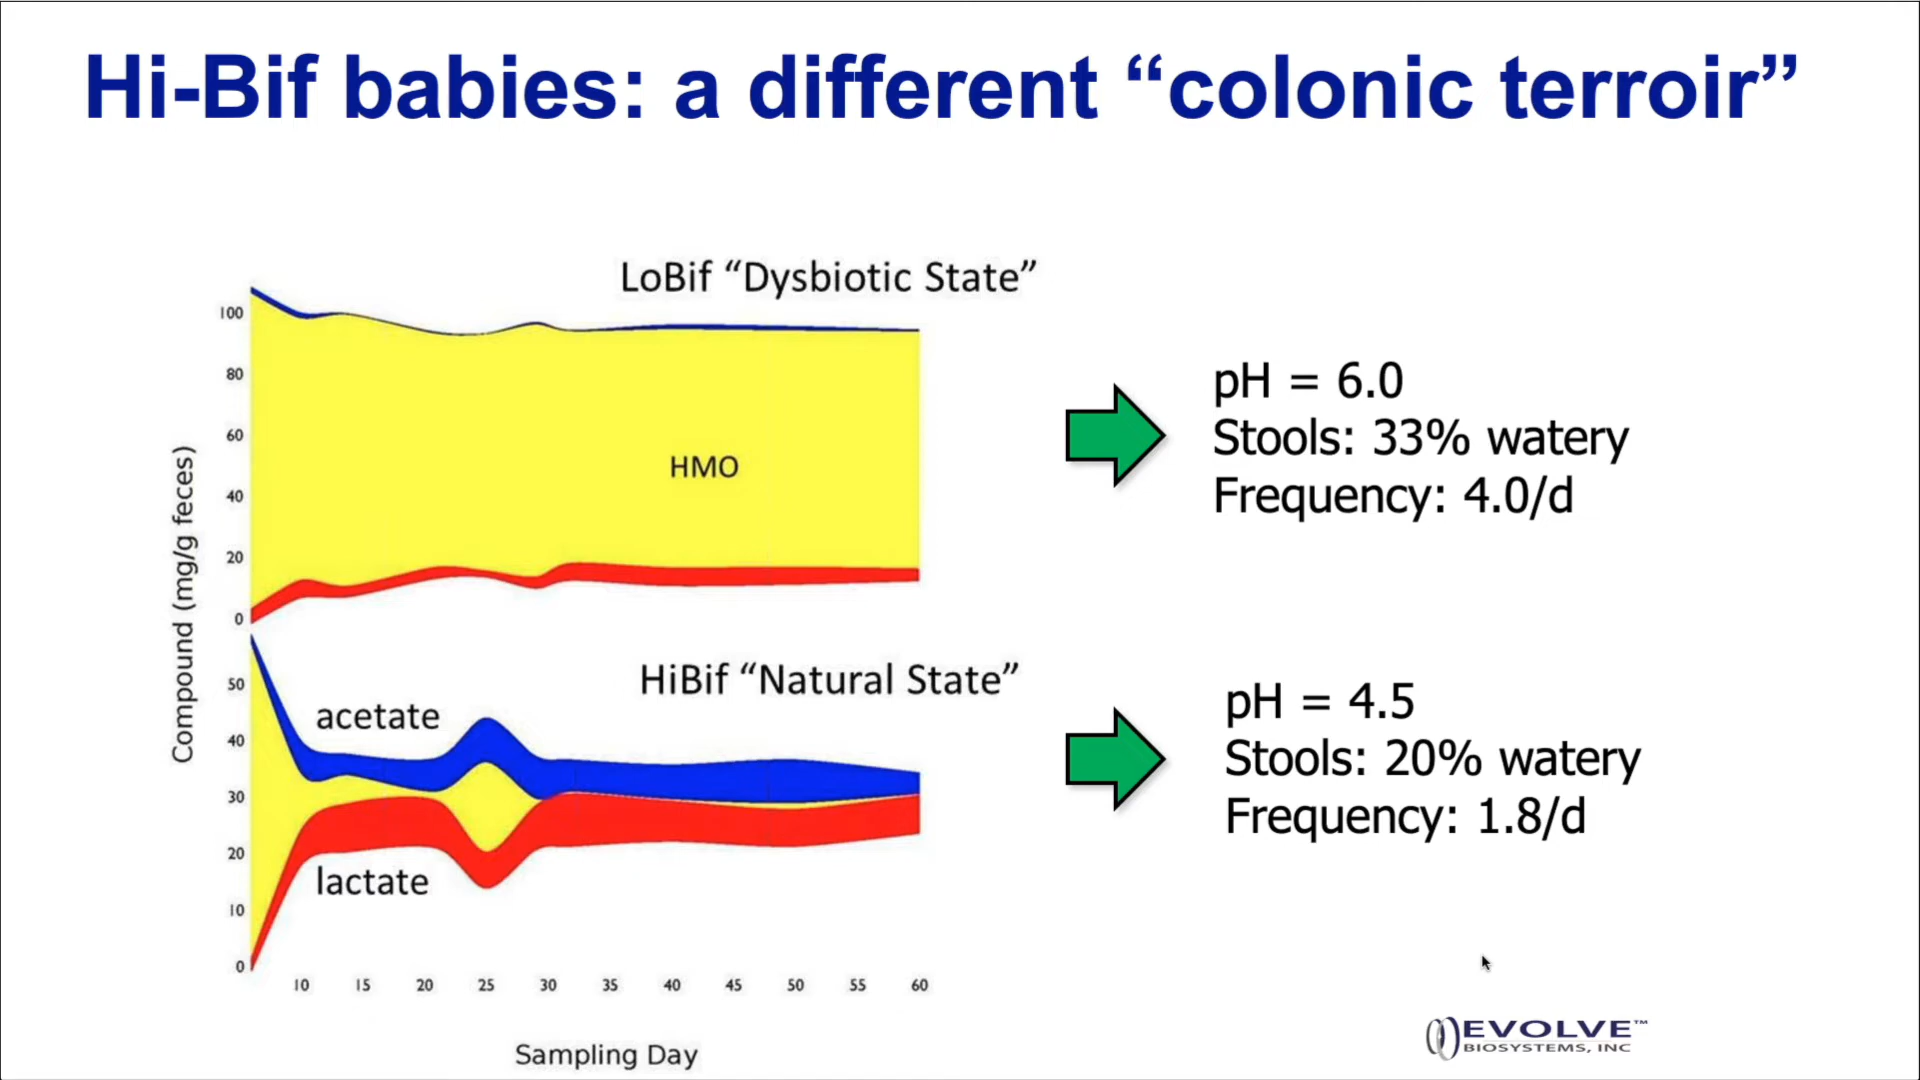 Hi-Bif babies: a different “colonic terroir”
LoBif “Dysbiotic State”
100
80
60
40
20
0
HMO
pH = 6.0
Stools: 33% watery
Frequency: 4.0/d
Compound (mg/g feces)
HiBif “Natural State”
50
40
30
20
10
0
acetate
lactate
pH = 4.5
Stools: 20% watery
Frequency: 1.8/d
10 15 20 25 30 35 40 45 50 55 60
Sampling Day
EVOLVE™
BIOSYSTEMS, INC